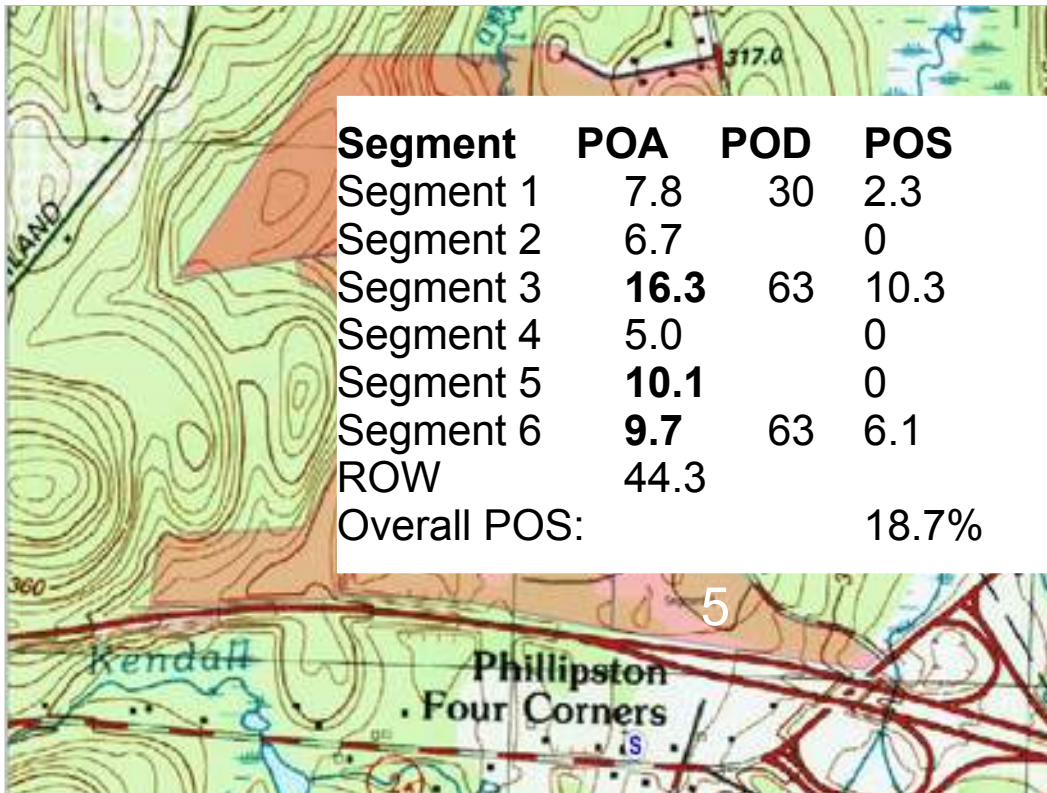 317.0
Segment POA POD POS
Segment 1 7.8 30 2.3
Segment 2 6.7 0
Segment 3 16.3 63 10.3
Segment 4 5.0 0
Segment 5 10.1 0
Segment 6 9.7 63 6.1
ROW 44.3
Overall POS: 18.7%
360
5
Kendall
Phillipston
Four Corners
S